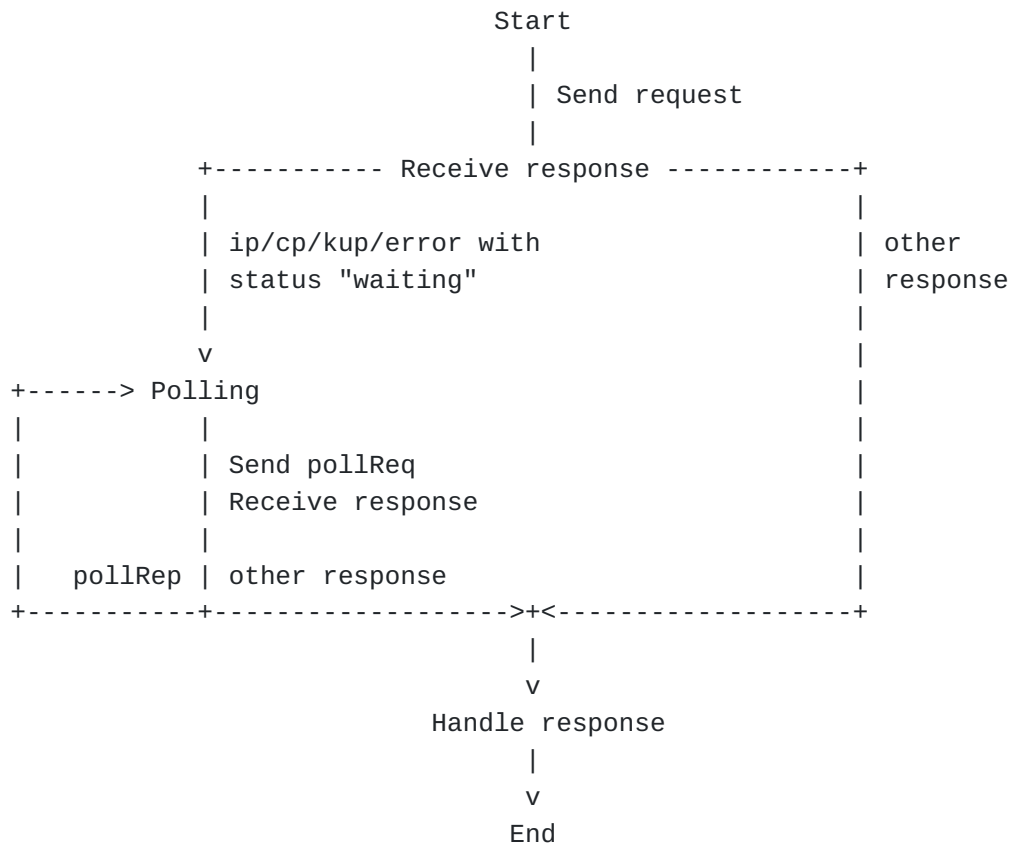 Start
Send request
Receive response
ip/cp/kup/error with
other
status "waiting"
response
Polling
Send pollReq
Receive response
pollRep
other response
Handle response
End